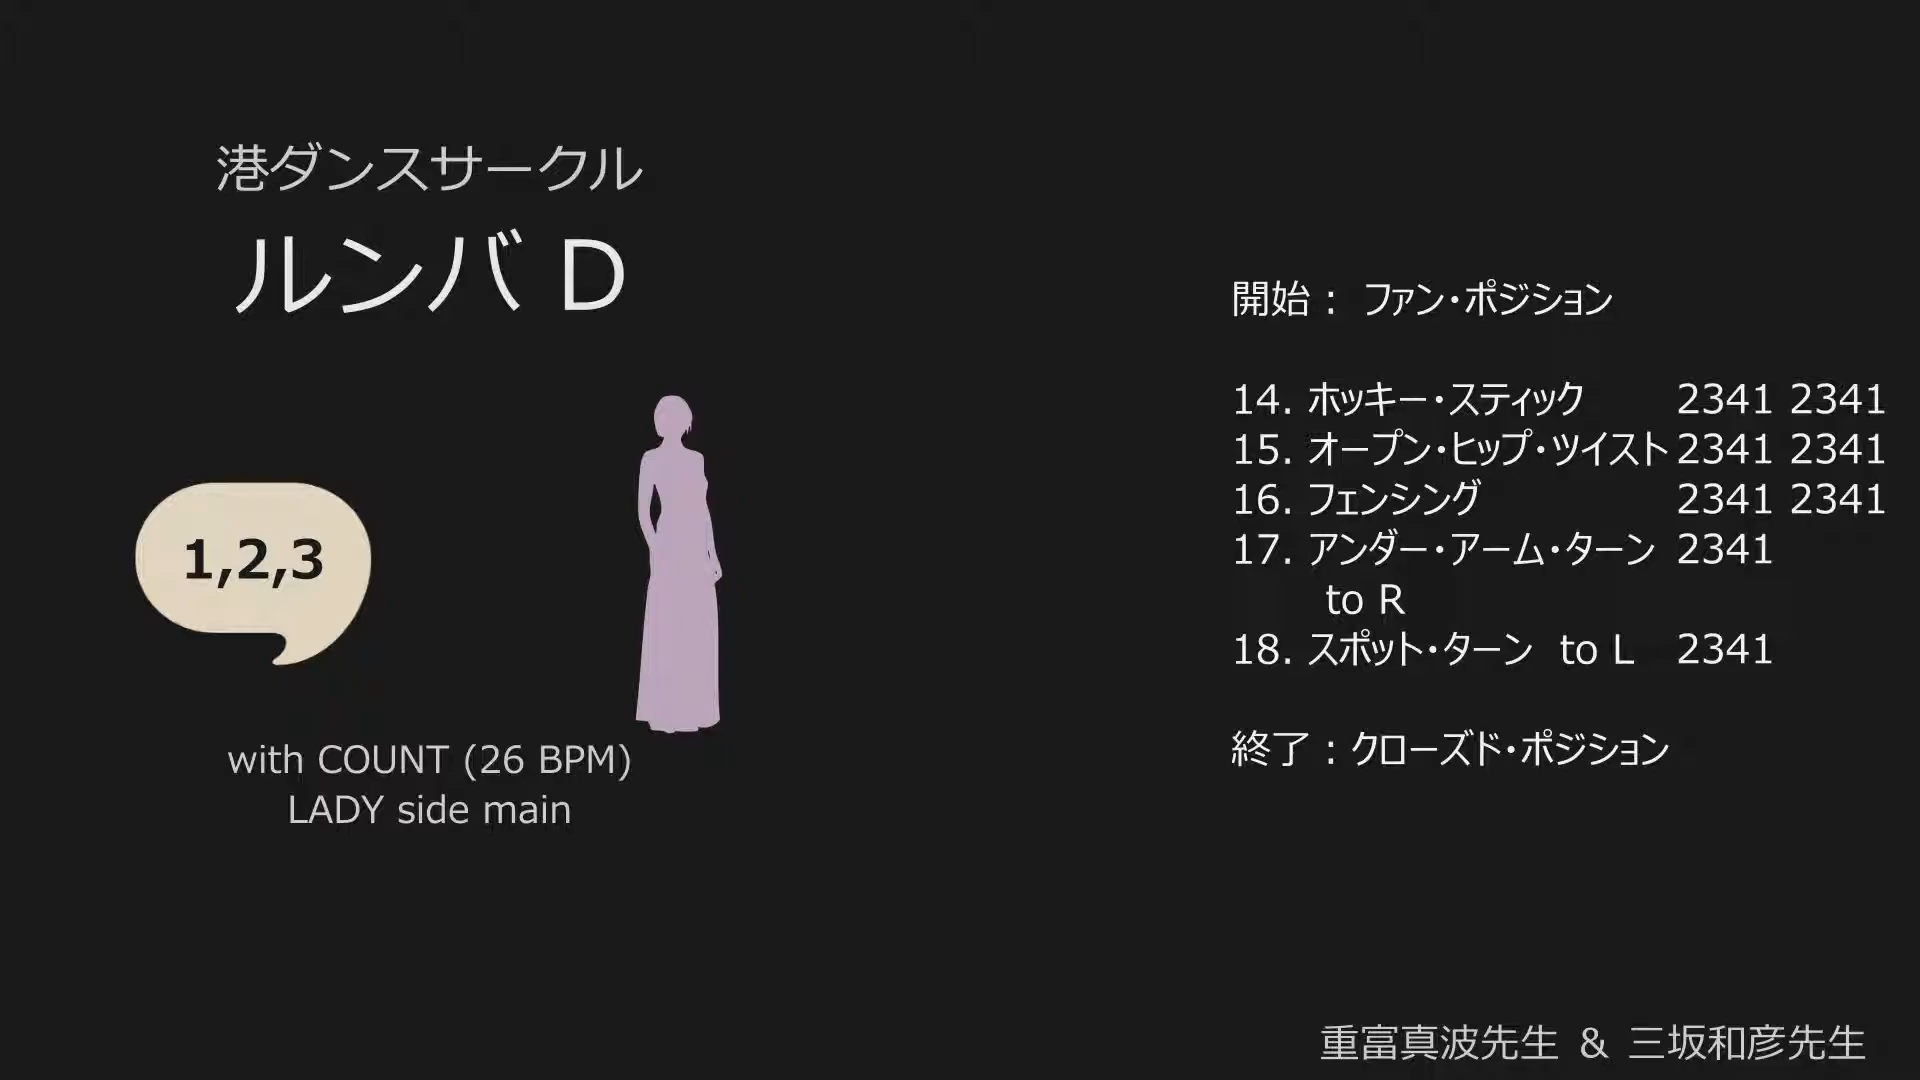 港ダンスサークル
ルンバ D
1,2,3
with COUNT (26 BPM)
LADY side main
開始： ファン・ポジション
14. ホッキー・スティック 2341 2341
15. オープン・ヒップ・ツイスト 2341 2341
16. フェンシング 2341 2341
17. アンダー・アーム・ターン 2341
to R
18. スポット・ターン to L 2341
終了：クローズド・ポジション
重富真波先生 & 三坂和彦先生